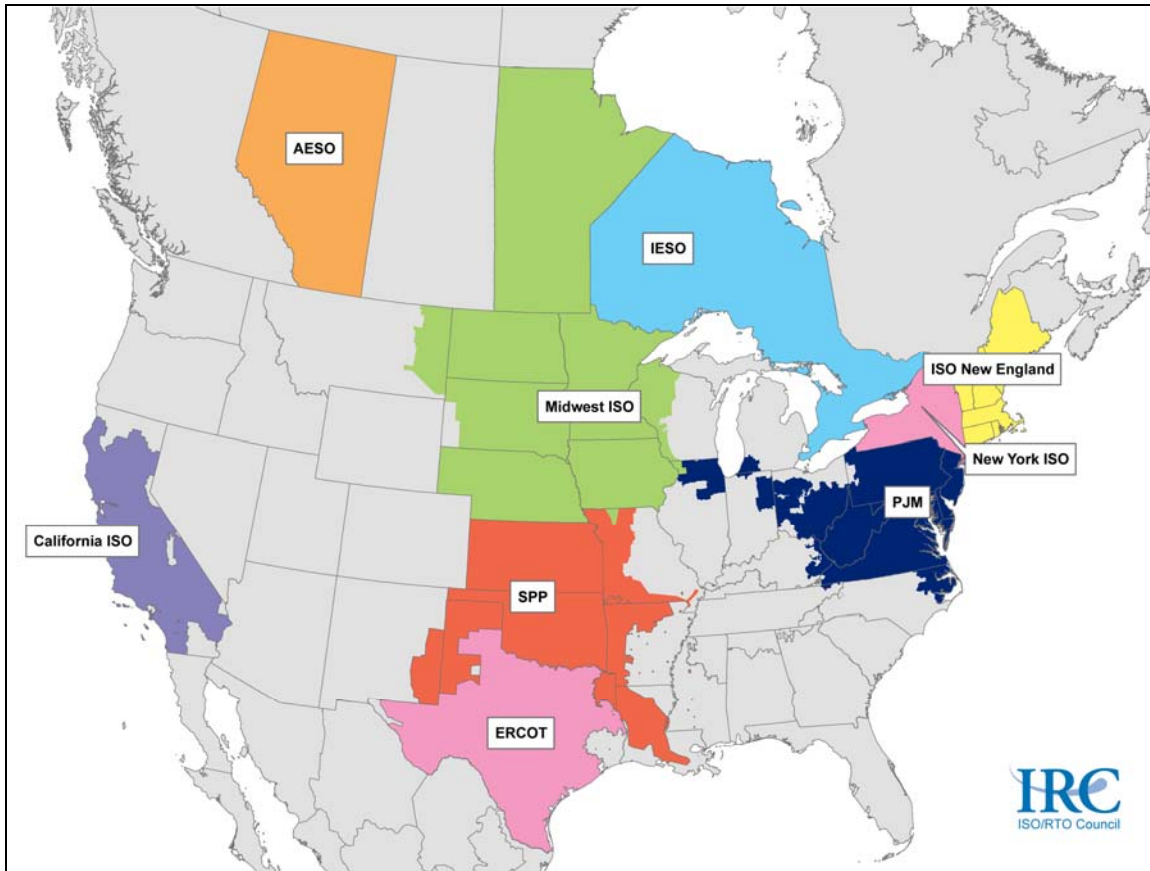 AESO
IESO
ISO New England
Midwest ISO
New York ISO
PJM
California ISO
SPP
ERCOT
IRC
ISO/RTO Council